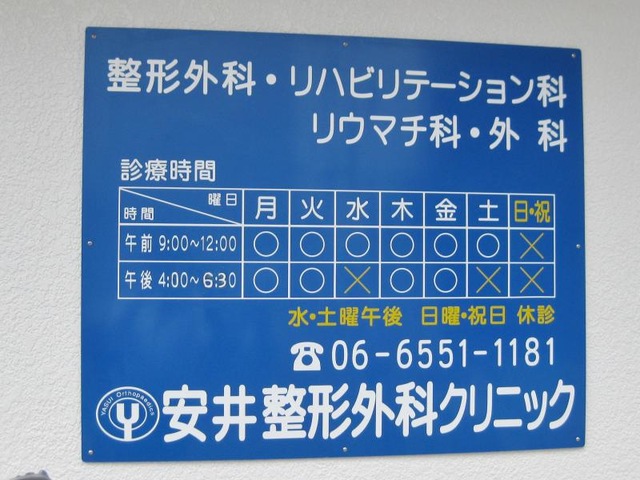 整形外科・リハビリテーション科
リウマチ科・外 科
診療時間
曜日 時間 月 火 水 木 金 土 日・祝
午前 9:00~12:00 ○ ○ ○ ○ ○ ○ ×
午後 4:00~6:30 ○ ○ × ○ ○ × ×
水・土曜午後 日曜・祝日 休診
☎06-6551-1181
YASUI Orthopaedics
安井整形外科クリニック